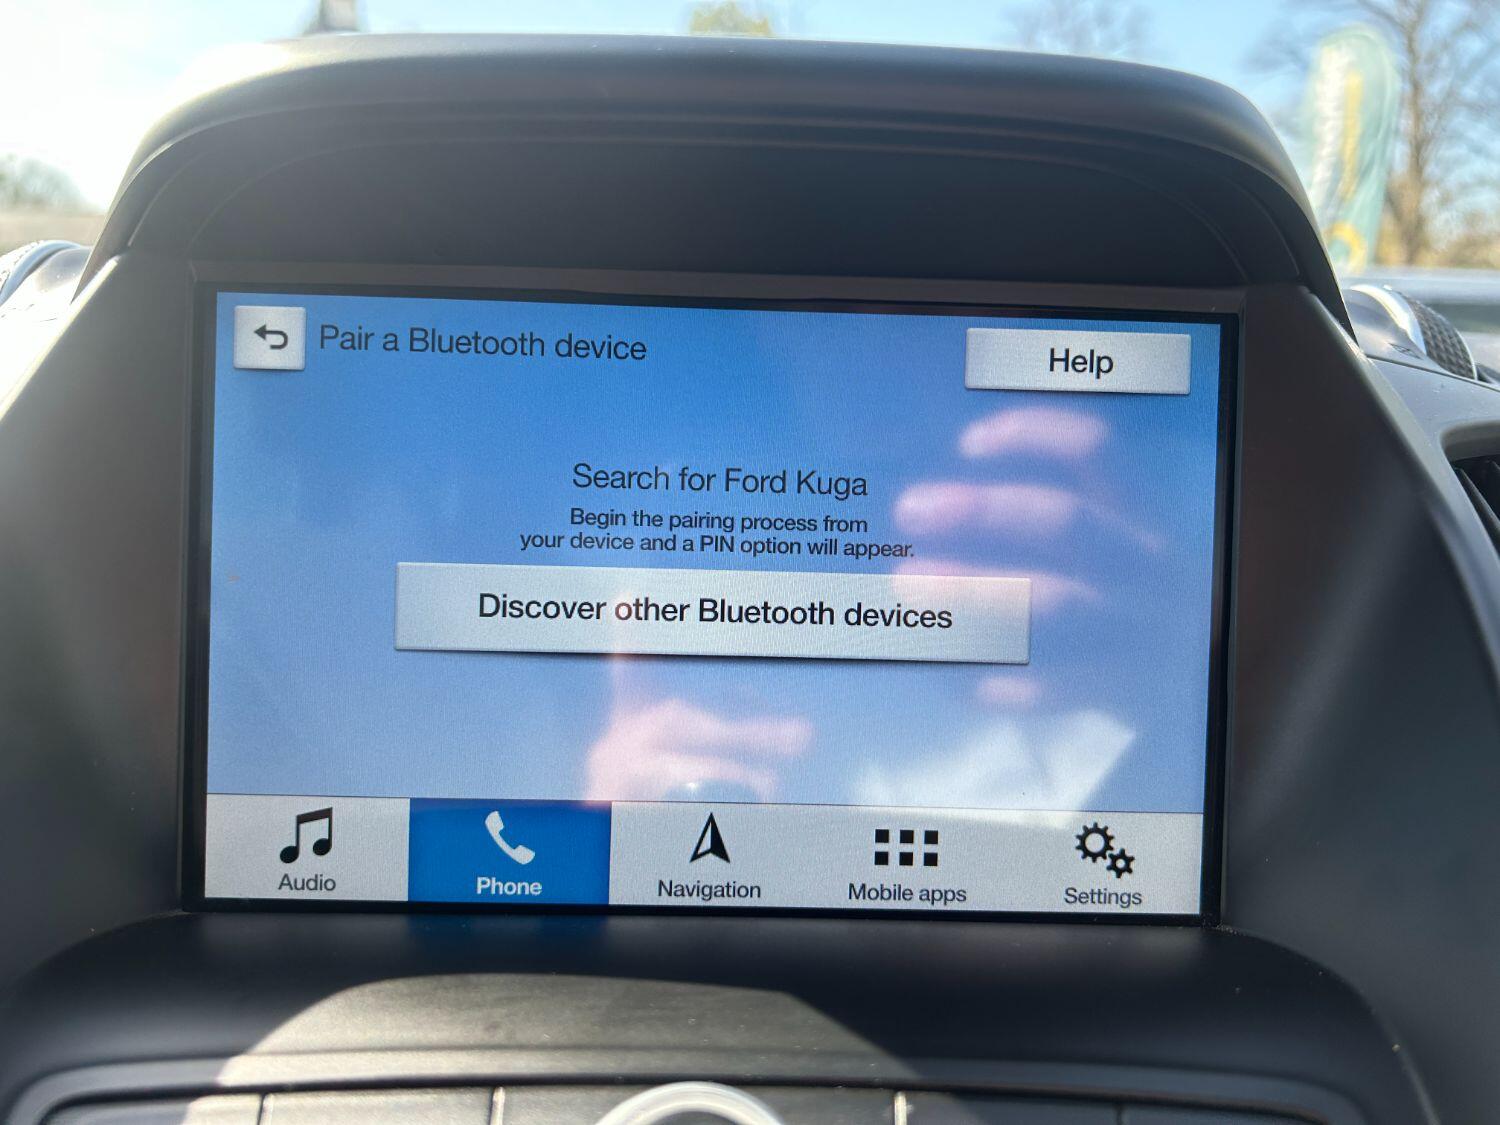 Pair a Bluetooth device
Help
Search for Ford Kuga
Begin the pairing process from
your device and a PIN option will appear.
Discover other Bluetooth devices
Audio
Phone
Navigation
Mobile apps
Settings